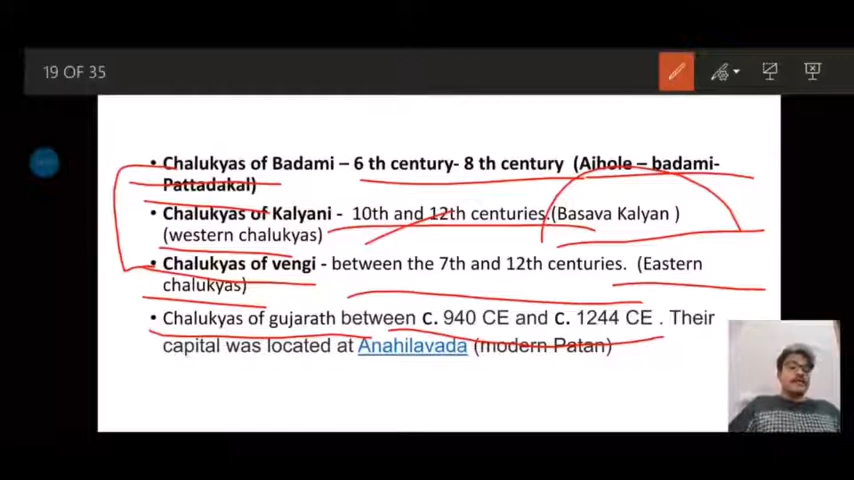 19 OF 35
• Chalukyas of Badami – 6 th century- 8 th century (Aihole – badami-
Pattadakal)
• Chalukyas of Kalyani - 10th and 12th centuries.(Basava Kalyan )
(western chalukyas)
• Chalukyas of vengi - between the 7th and 12th centuries. (Eastern
chalukyas)
• Chalukyas of gujarath between C. 940 CE and C. 1244 CE . Their
capital was located at Anahilavada (modern Patan)